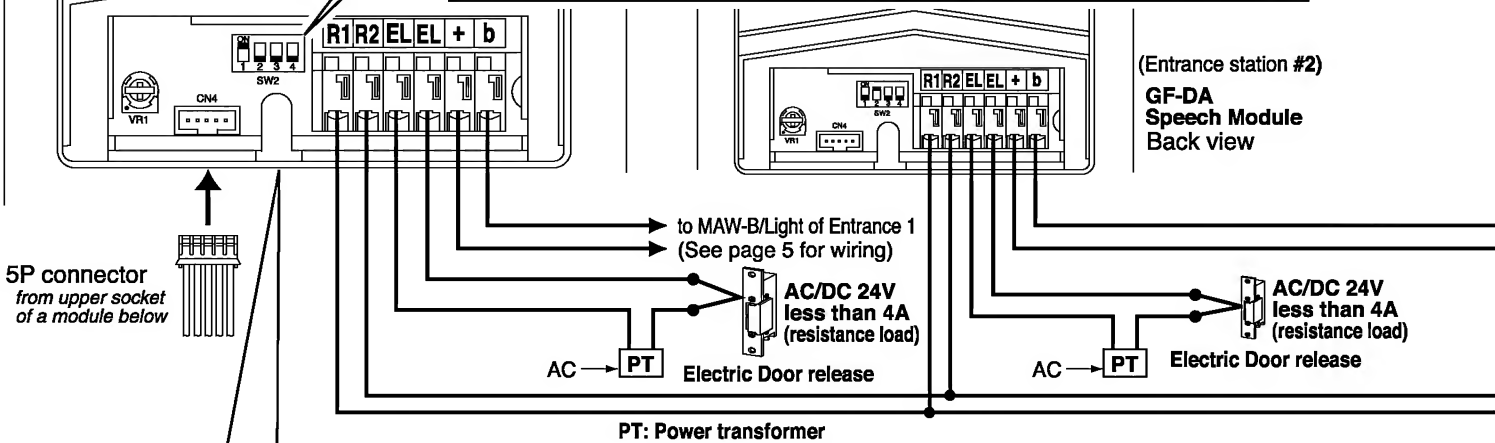 R1 R2 EL EL + b
ON
1 2 3 4
SW2
CN4
VR1
R1 R2 EL EL + b
ON
1 2 3 4
SW2
CN4
VR1
(Entrance station #2)
GF-DA
Speech Module
Back view
to MAW-B/Light of Entrance 1
(See page 5 for wiring)
5P connector
from upper socket
of a module below
AC/DC 24V
less than 4A
(resistance load)
AC
PT
Electric Door release
AC/DC 24V
less than 4A
(resistance load)
AC
PT
Electric Door release
PT: Power transformer